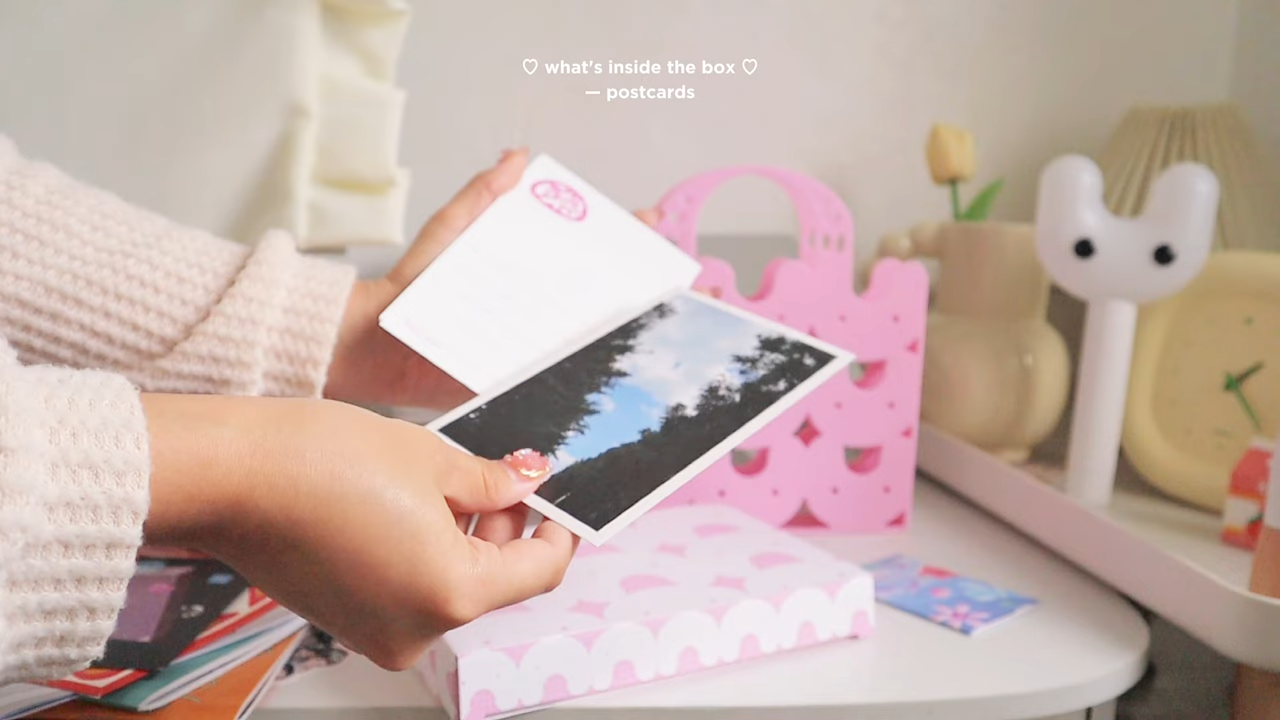 ♡ what's inside the box ♡
— postcards